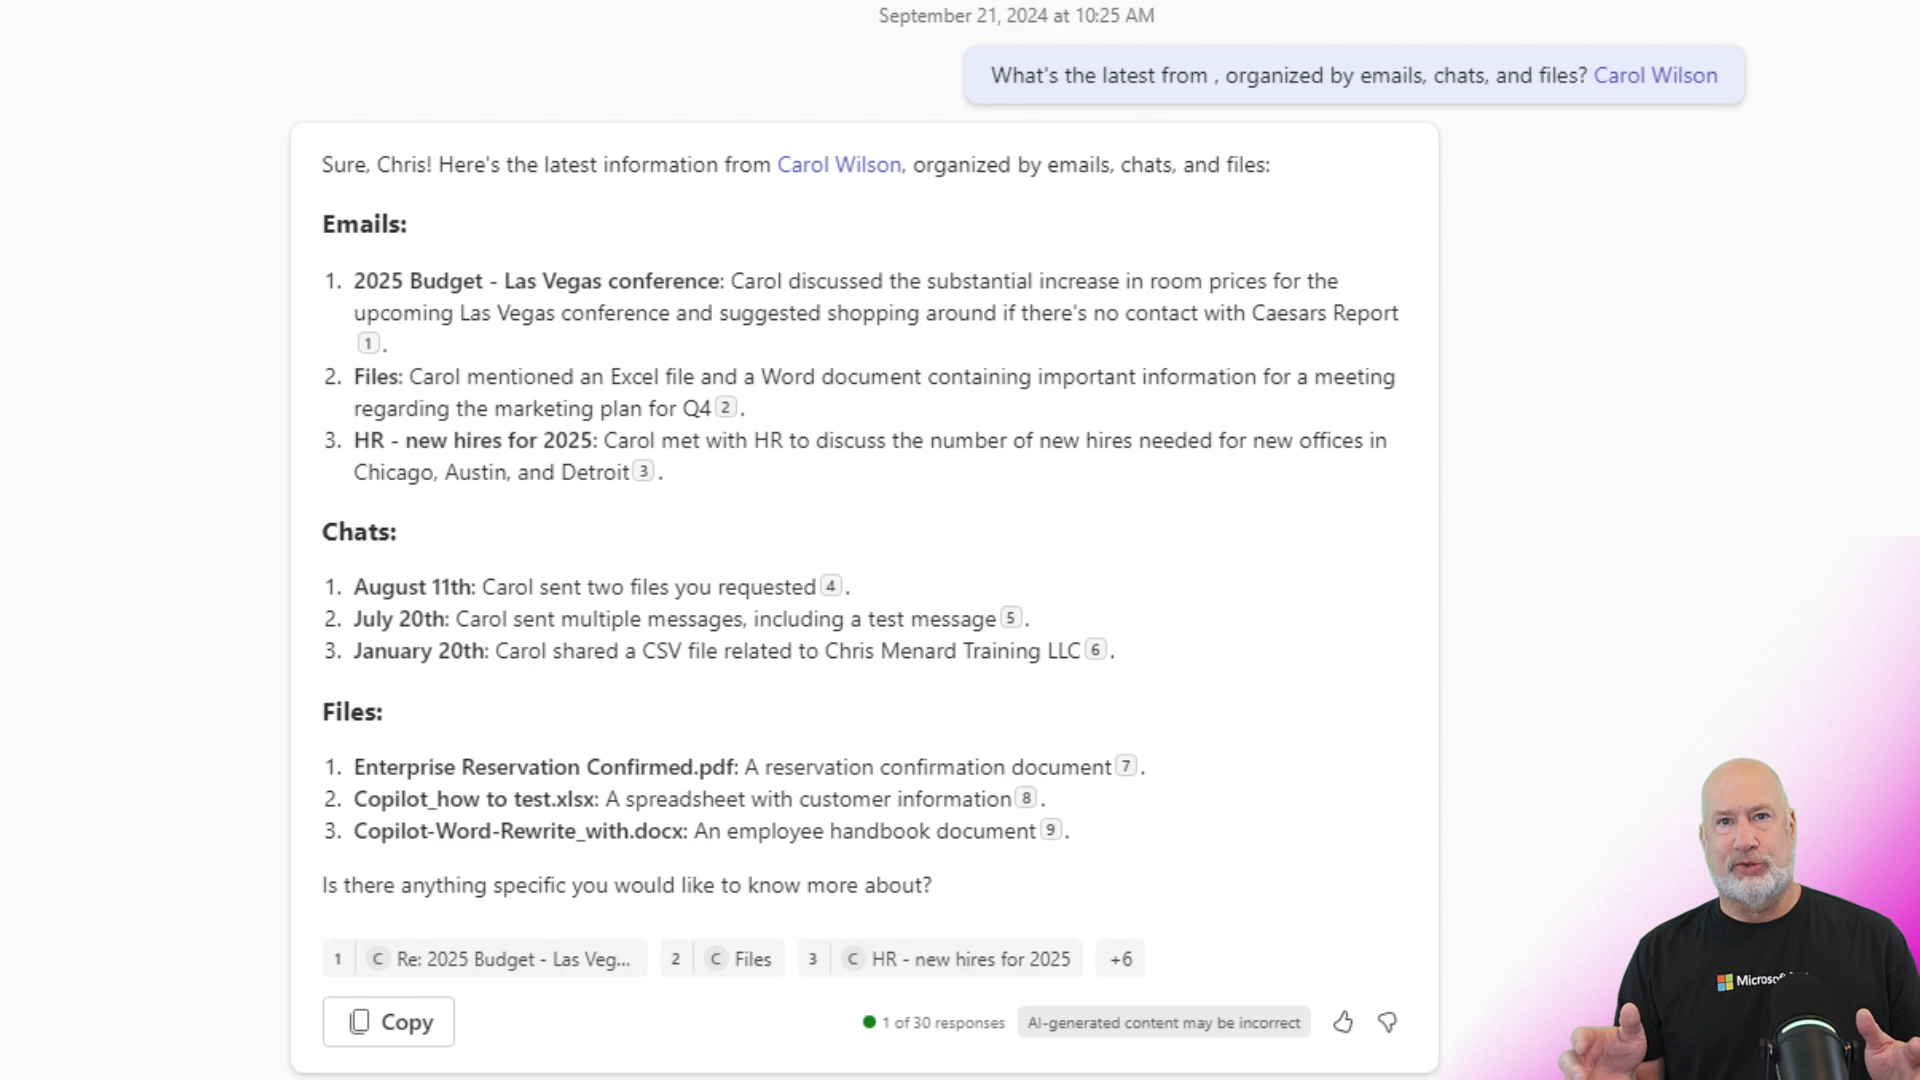 September 21, 2024 at 10:25 AM
What's the latest from , organized by emails, chats, and files? Carol Wilson
Sure, Chris! Here's the latest information from Carol Wilson, organized by emails, chats, and files:
Emails:
1. 2025 Budget - Las Vegas conference: Carol discussed the substantial increase in room prices for the
upcoming Las Vegas conference and suggested shopping around if there's no contact with Caesars Report
1 .
2. Files: Carol mentioned an Excel file and a Word document containing important information for a meeting
regarding the marketing plan for Q4 2 .
3. HR - new hires for 2025: Carol met with HR to discuss the number of new hires needed for new offices in
Chicago, Austin, and Detroit 3 .
Chats:
1. August 11th: Carol sent two files you requested 4 .
2. July 20th: Carol sent multiple messages, including a test message 5 .
3. January 20th: Carol shared a CSV file related to Chris Menard Training LLC 6 .
Files:
1. Enterprise Reservation Confirmed.pdf: A reservation confirmation document 7 .
2. Copilot_how to test.xlsx: A spreadsheet with customer information 8 .
3. Copilot-Word-Rewrite_with.docx: An employee handbook document 9 .
Is there anything specific you would like to know more about?
1 C Re: 2025 Budget - Las Veg... 2 C Files 3 C HR - new hires for 2025 +6
Copy 1 of 30 responses AI-generated content may be incorrect